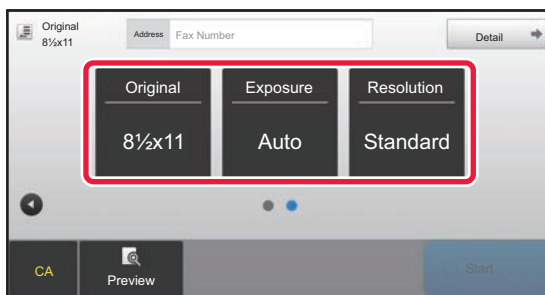 Original
8½x11
Address Fax Number
Detail
Original Exposure Resolution
8½x11 Auto Standard
CA
Preview
Start